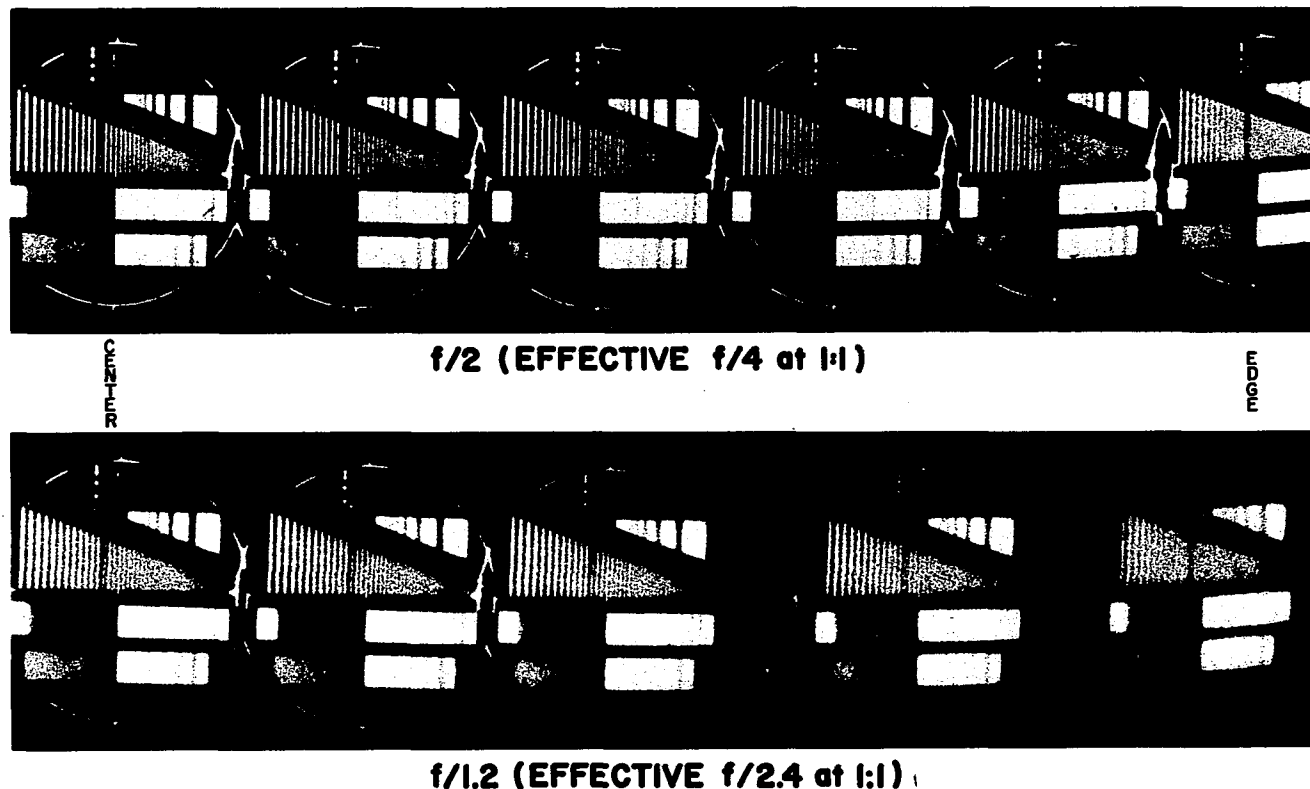 f/2 (EFFECTIVE f/4 at 1:1)
CENTER
EDGE
f/1.2 (EFFECTIVE f/2.4 at 1:1)